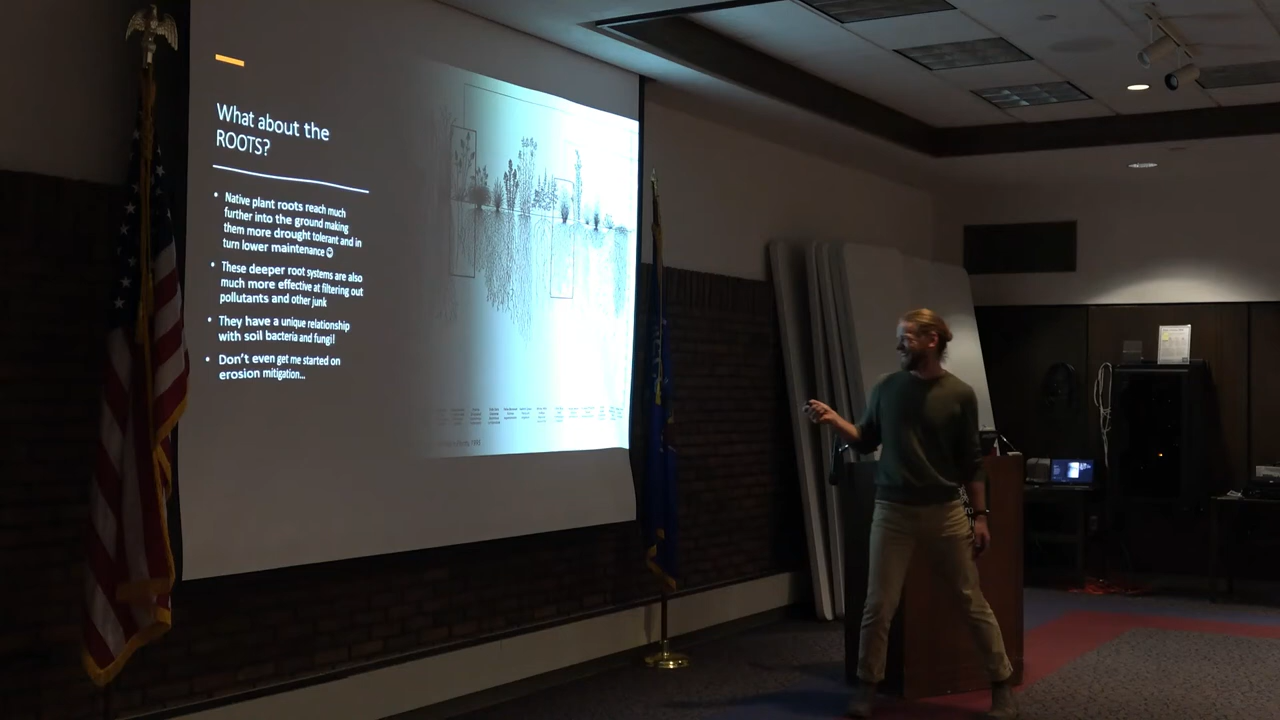 What about the
ROOTS?
• Native plant roots reach much
further into the ground making
them more drought tolerant and in
turn lower maintenance ☺
• These deeper root systems are also
much more effective at filtering out
pollutants and other junk
• They have a unique relationship
with soil bacteria and fungi!
• Don't even get me started on
erosion mitigation...